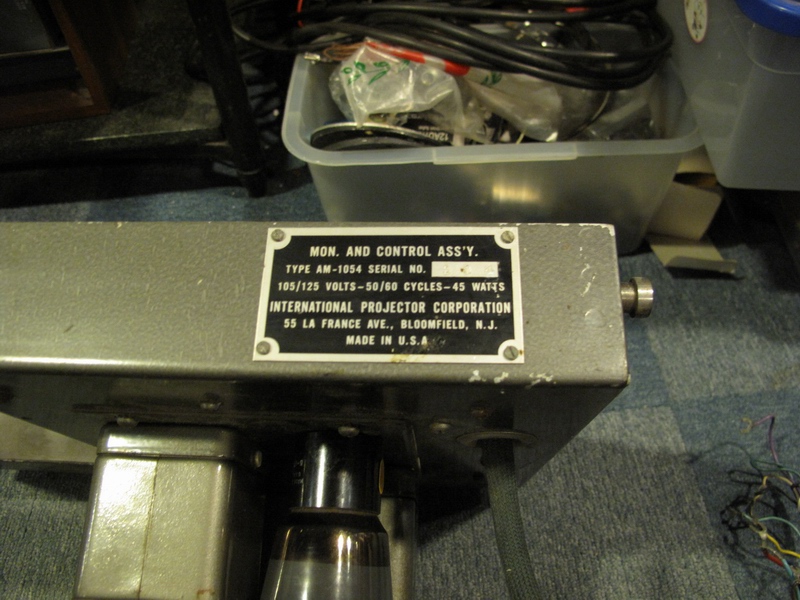 MON. AND CONTROL ASS'Y.
TYPE AM-1054 SERIAL NO.
105/125 VOLTS-50/60 CYCLES-45 WATTS
INTERNATIONAL PROJECTOR CORPORATION
55 LA FRANCE AVE., BLOOMFIELD, N.J.
MADE IN U.S.A.